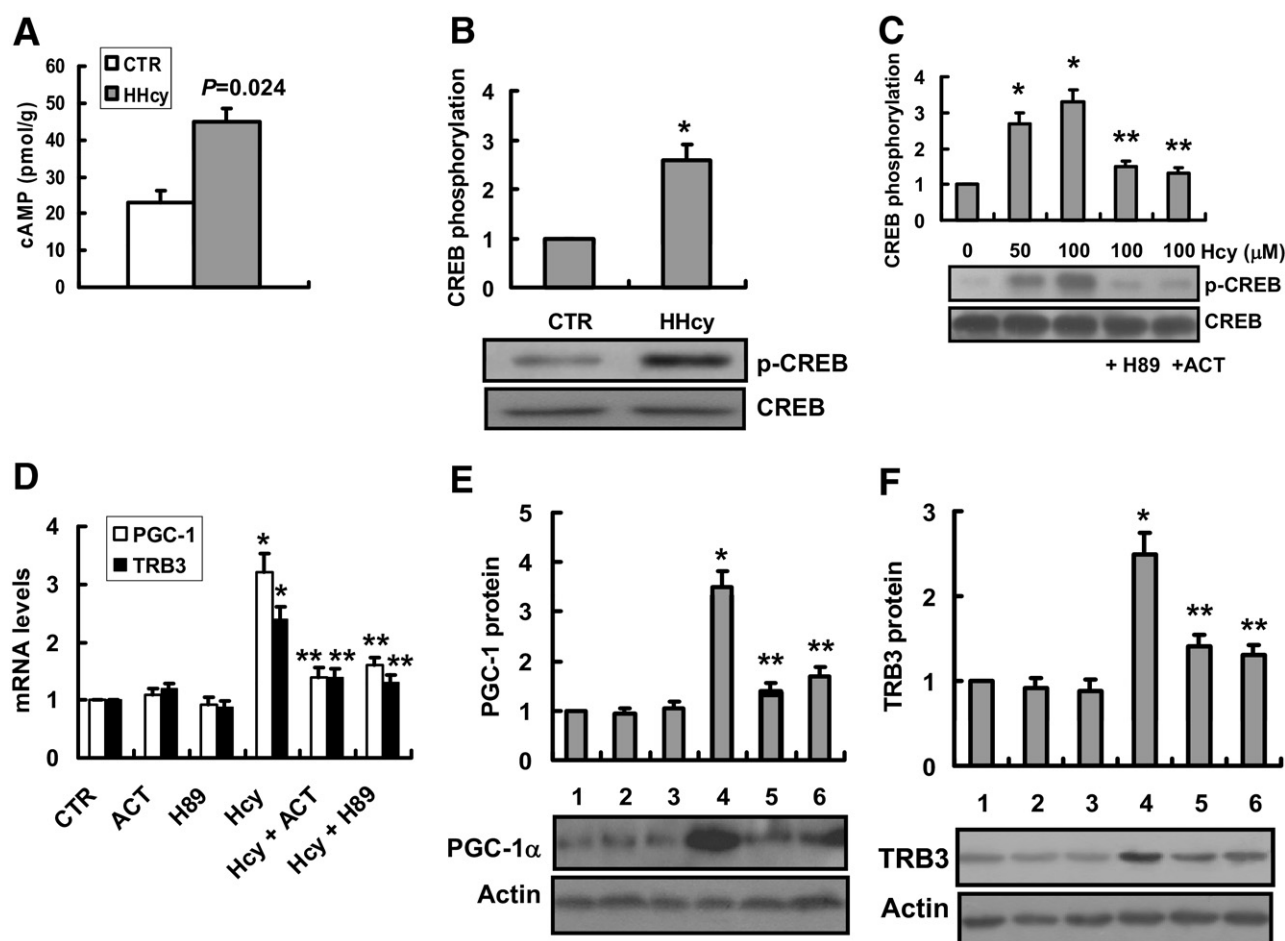 A
60
50
40
30
20
10
0
cAMP (pmol/g)
CTR
HHcy
P=0.024
B
5
4
3
2
1
0
CREB phosphorylation
*
CTR HHcy
p-CREB
CREB
C
4
3
2
1
0
CREB phosphorylation
* * ** **
0 50 100 100 100 Hcy (μM)
p-CREB
CREB
+ H89 +ACT
D
4
3
2
1
0
mRNA levels
PGC-1
TRB3
* * ** ** ** **
CTR
ACT
H89
Hcy
Hcy + ACT
Hcy + H89
E
5
4
3
2
1
0
PGC-1 protein
* ** **
1 2 3 4 5 6
PGC-1α
Actin
F
3
2
1
0
TRB3 protein
* ** **
1 2 3 4 5 6
TRB3
Actin